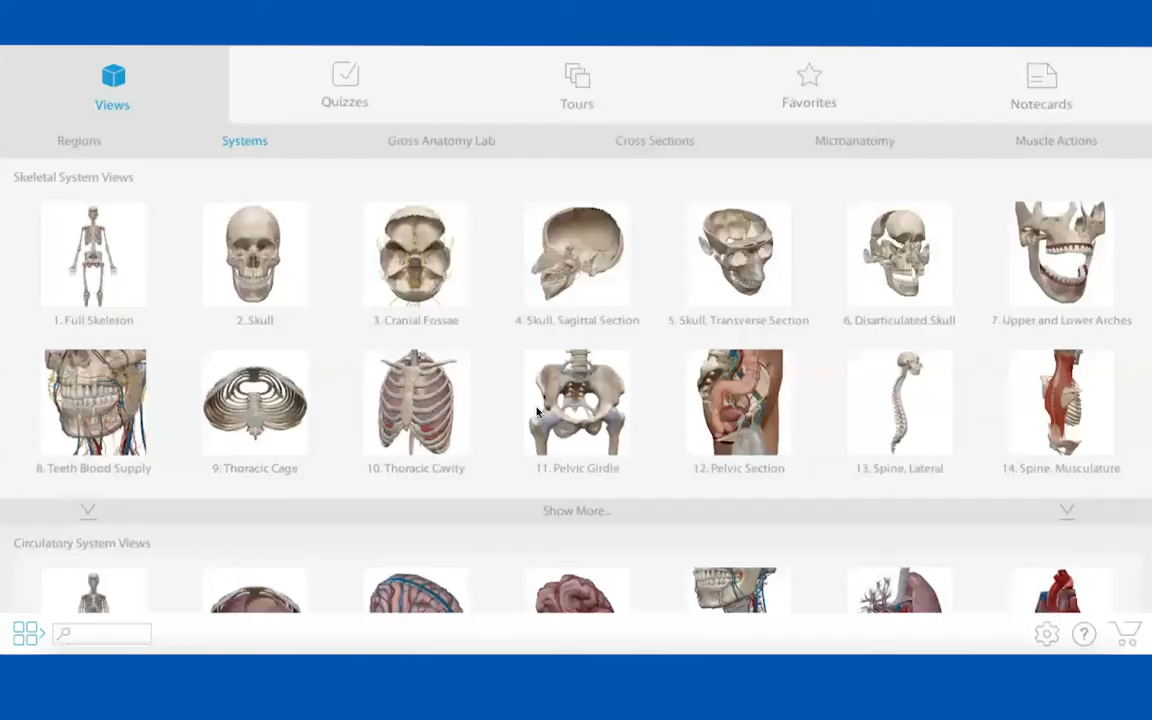 Views
Quizzes
Tours
Favorites
Notecards
Regions
Systems
Gross Anatomy Lab
Cross Sections
Microanatomy
Muscle Actions
Skeletal System Views
1. Full Skeleton
2. Skull
3. Cranial Fossae
4. Skull, Sagittal Section
5. Skull, Transverse Section
6. Disarticulated Skull
7. Upper and Lower Arches
8. Teeth Blood Supply
9. Thoracic Cage
10. Thoracic Cavity
11. Pelvic Girdle
12. Pelvic Section
13. Spine, Lateral
14. Spine, Musculature
Show More...
Circulatory System Views
?